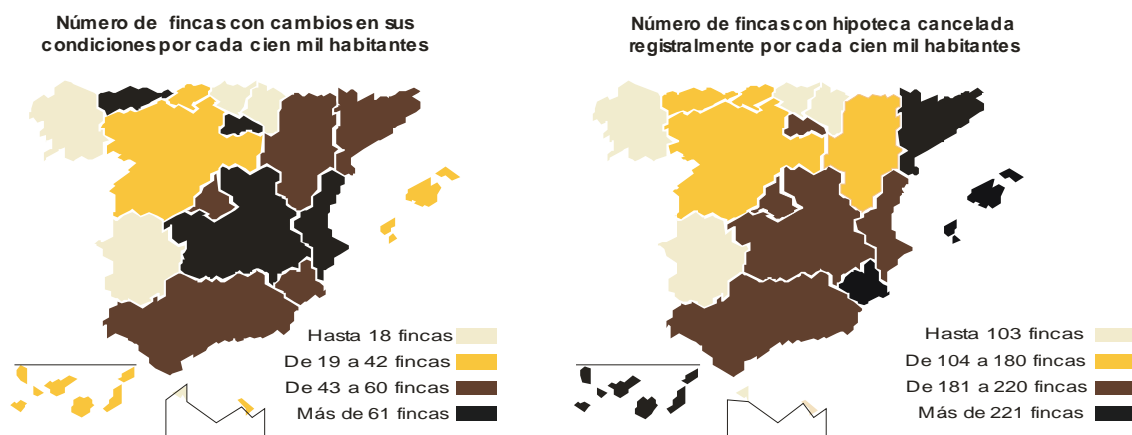 Número de fincas con cambios en sus
condiciones por cada cien mil habitantes
Hasta 18 fincas
De 19 a 42 fincas
De 43 a 60 fincas
Más de 61 fincas
Número de fincas con hipoteca cancelada
registralmente por cada cien mil habitantes
Hasta 103 fincas
De 104 a 180 fincas
De 181 a 220 fincas
Más de 221 fincas